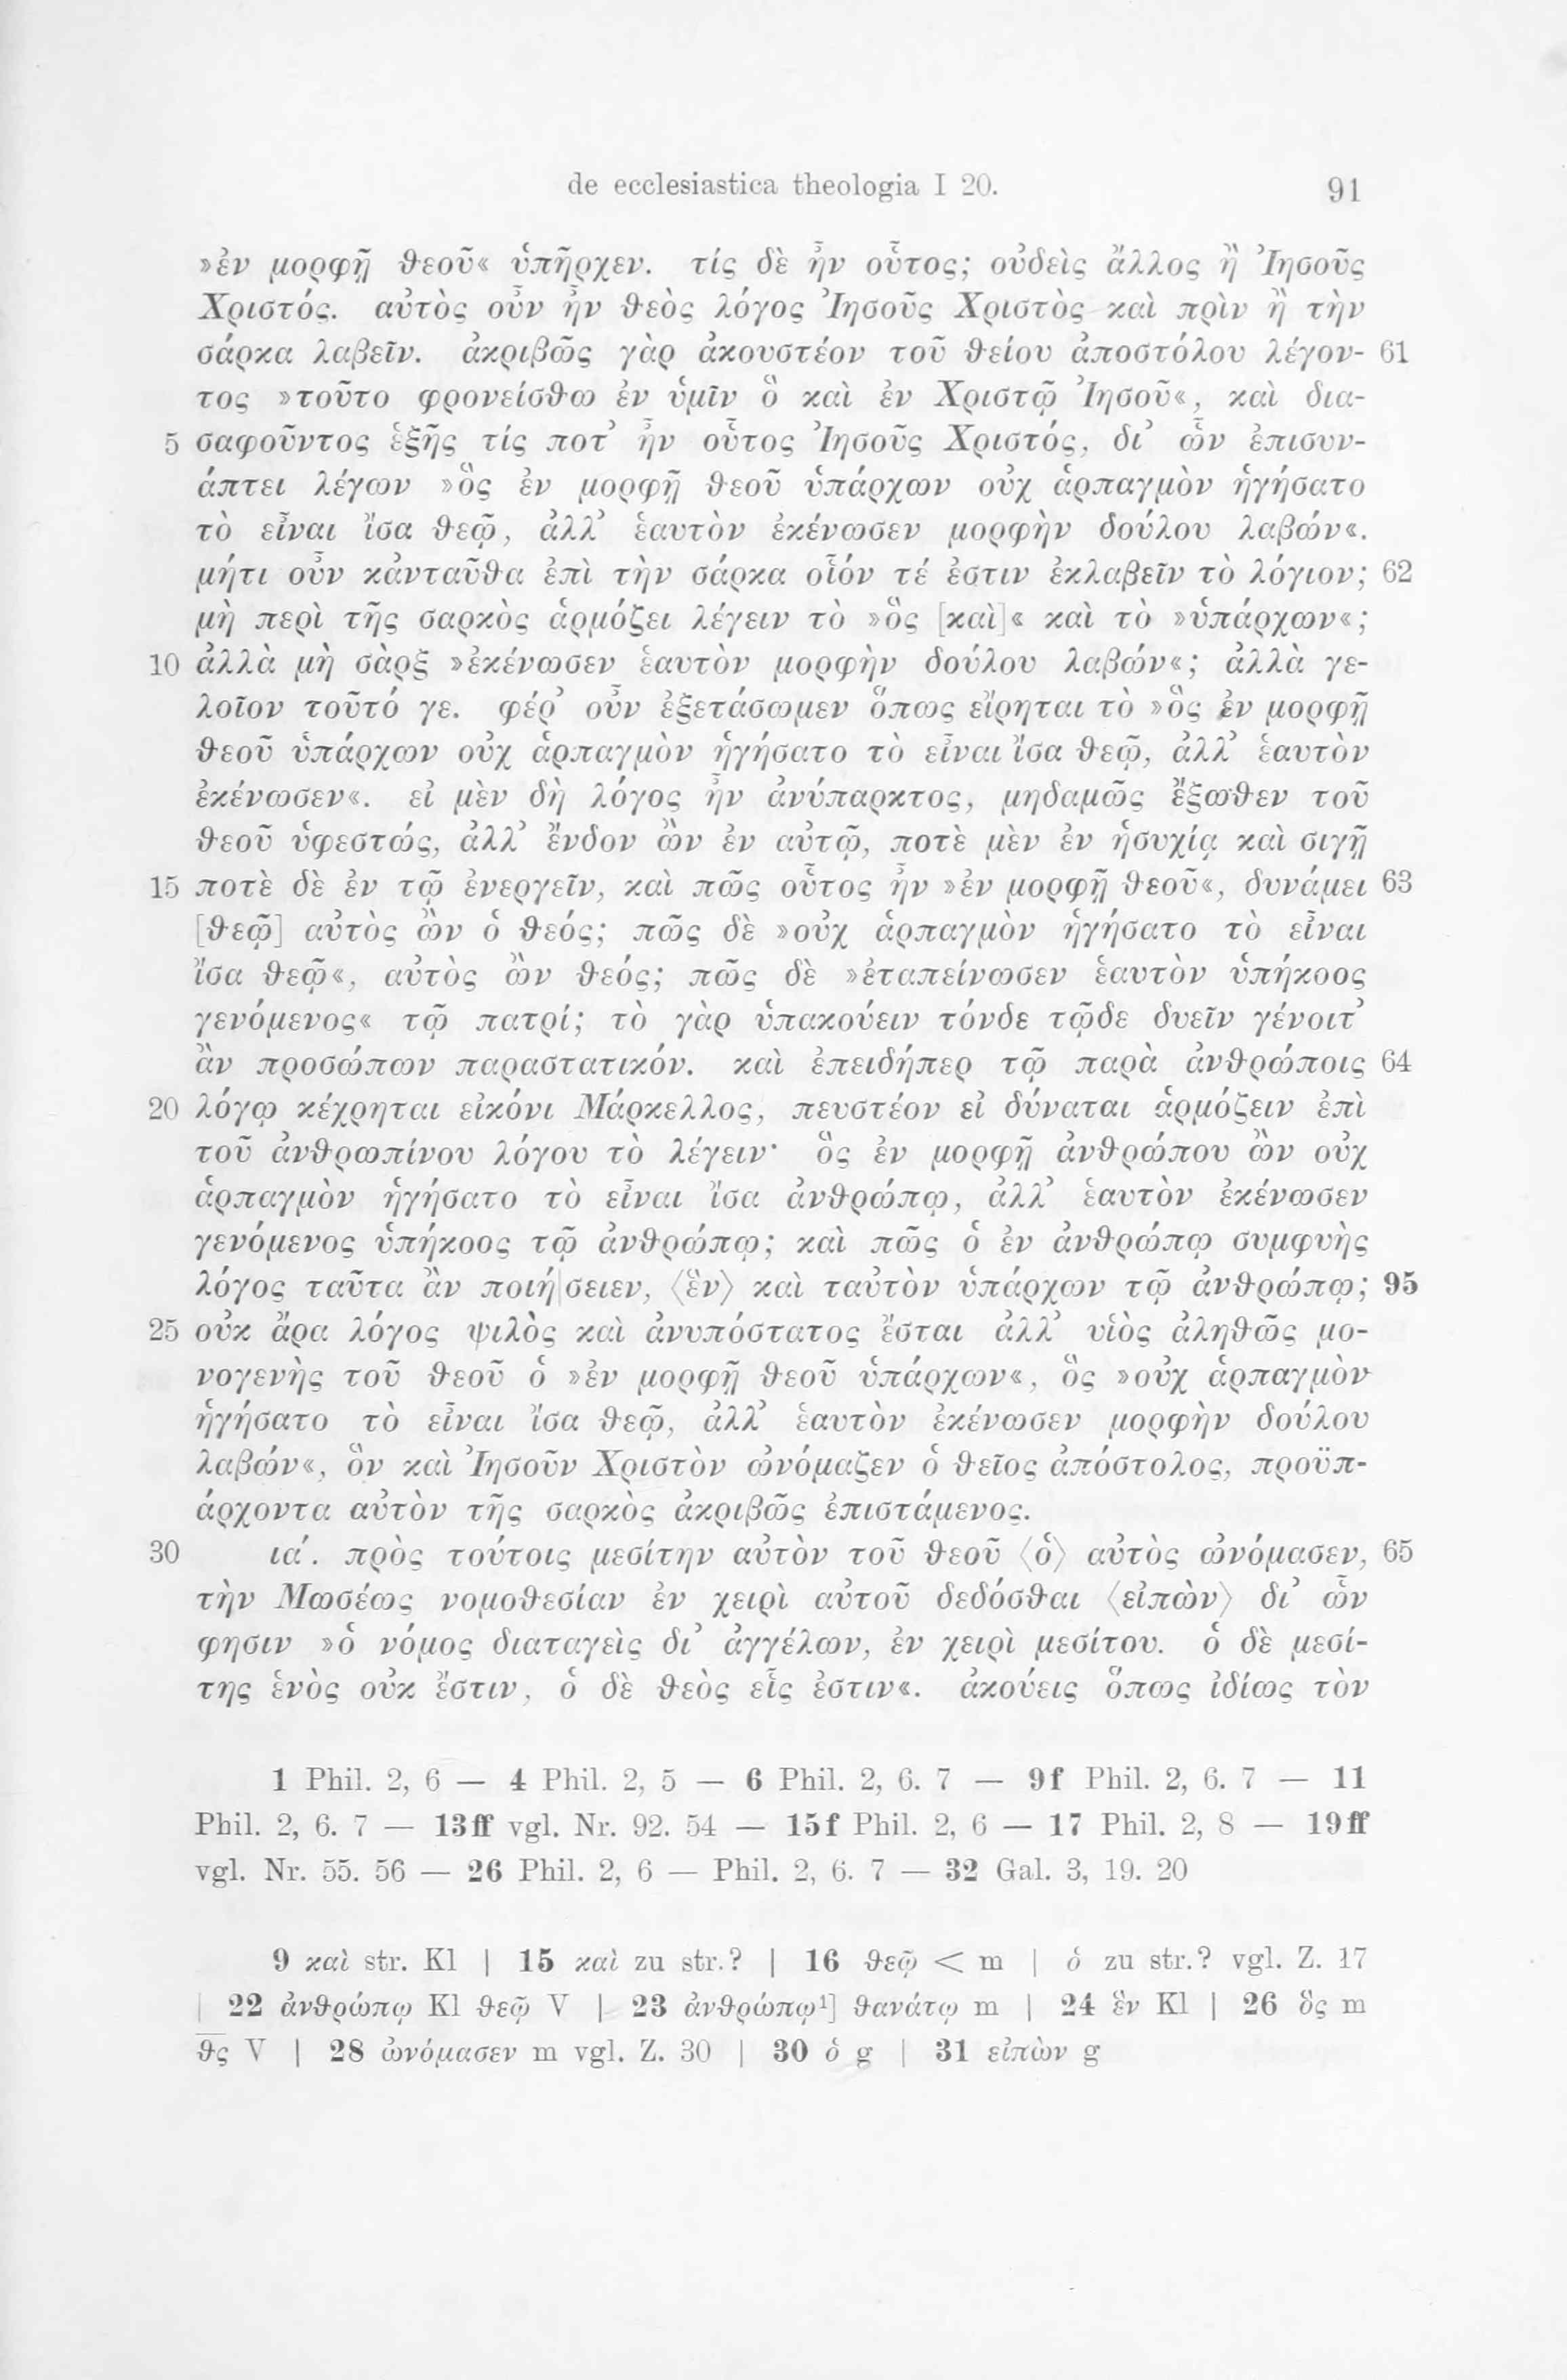 de ecclesiastica theologia I 20. 91
»ἐν μορφῇ θεοῦ« ὑπῆρχεν. τίς δὲ ἦν οὗτος; οὐδεὶς ἄλλος ἢ Ἰησοῦς
Χριστός. αὐτὸς οὖν ἦν θεὸς λόγος Ἰησοῦς Χριστὸς καὶ πρὶν ἢ τὴν
σάρκα λαβεῖν. ἀκριβῶς γὰρ ἀκουστέον τοῦ θείου ἀποστόλου λέγον- 61
τος »τοῦτο φρονείσθω ἐν ὑμῖν ὃ καὶ ἐν Χριστῷ Ἰησοῦ«, καὶ δια-
5 σαφοῦντος ἑξῆς τίς ποτ’ ἦν οὗτος Ἰησοῦς Χριστός, δι’ ὧν ἐπισυν-
άπτει λέγων »ὃς ἐν μορφῇ θεοῦ ὑπάρχων οὐχ ἁρπαγμὸν ἡγήσατο
τὸ εἶναι ἴσα θεῷ, ἀλλ’ ἑαυτὸν ἐκένωσεν μορφὴν δούλου λαβών«.
μήτι οὖν κἀνταῦθα ἐπὶ τὴν σάρκα οἷόν τέ ἐστιν ἐκλαβεῖν τὸ λόγιον; 62
μὴ περὶ τῆς σαρκὸς ἁρμόζει λέγειν τὸ »ὃς [καὶ]« καὶ τὸ »ὑπάρχων«;
10 ἀλλὰ μὴ σὰρξ »ἐκένωσεν ἑαυτὸν μορφὴν δούλου λαβών«; ἀλλὰ γε-
λοῖον τοῦτό γε. φέρ’ οὖν ἐξετάσωμεν ὅπως εἴρηται τὸ »ὃς ἐν μορφῇ
θεοῦ ὑπάρχων οὐχ ἁρπαγμὸν ἡγήσατο τὸ εἶναι ἴσα θεῷ, ἀλλ’ ἑαυτὸν
ἐκένωσεν«. εἰ μὲν δὴ λόγος ἦν ἀνύπαρκτος, μηδαμῶς ἔξωθεν τοῦ
θεοῦ ὑφεστώς, ἀλλ’ ἔνδον ὢν ἐν αὐτῷ, ποτὲ μὲν ἐν ἡσυχίᾳ καὶ σιγῇ
15 ποτὲ δὲ ἐν τῷ ἐνεργεῖν, καὶ πῶς οὗτος ἦν »ἐν μορφῇ θεοῦ«, δυνάμει 63
[θεῷ] αὐτὸς ὢν ὁ θεός; πῶς δὲ »οὐχ ἁρπαγμὸν ἡγήσατο τὸ εἶναι
ἴσα θεῷ«, αὐτὸς ὢν θεός; πῶς δὲ »ἐταπείνωσεν ἑαυτὸν ὑπήκοος
γενόμενος« τῷ πατρί; τὸ γὰρ ὑπακούειν τόνδε τῷδε δυεῖν γένοιτ’
ἂν προσώπων παραστατικόν. καὶ ἐπειδήπερ τῷ παρὰ ἀνθρώποις 64
20 λόγῳ κέχρηται εἰκόνι Μάρκελλος, πευστέον εἰ δύναται ἁρμόζειν ἐπὶ
τοῦ ἀνθρωπίνου λόγου τὸ λέγειν· ὃς ἐν μορφῇ ἀνθρώπου ὢν οὐχ
ἁρπαγμὸν ἡγήσατο τὸ εἶναι ἴσα ἀνθρώπῳ, ἀλλ’ ἑαυτὸν ἐκένωσεν
γενόμενος ὑπήκοος τῷ ἀνθρώπῳ; καὶ πῶς ὁ ἐν ἀνθρώπῳ συμφυὴς
λόγος ταῦτα ἂν ποιή|σειεν, ⟨ἓν⟩ καὶ ταὐτὸν ὑπάρχων τῷ ἀνθρώπῳ; 95
25 οὐκ ἄρα λόγος ψιλὸς καὶ ἀνυπόστατος ἔσται ἀλλ’ υἱὸς ἀληθῶς μο-
νογενὴς τοῦ θεοῦ ὁ »ἐν μορφῇ θεοῦ ὑπάρχων«, ὃς »οὐχ ἁρπαγμὸν
ἡγήσατο τὸ εἶναι ἴσα θεῷ, ἀλλ’ ἑαυτὸν ἐκένωσεν μορφὴν δούλου
λαβών«, ὃν καὶ Ἰησοῦν Χριστὸν ὠνόμαζεν ὁ θεῖος ἀπόστολος, προϋπ-
άρχοντα αὐτὸν τῆς σαρκὸς ἀκριβῶς ἐπιστάμενος.
30 ια΄. πρὸς τούτοις μεσίτην αὐτὸν τοῦ θεοῦ ⟨ὁ⟩ αὐτὸς ὠνόμασεν, 65
τὴν Μωσέως νομοθεσίαν ἐν χειρὶ αὐτοῦ δεδόσθαι ⟨εἰπὼν⟩ δι’ ὧν
φησιν »ὁ νόμος διαταγεὶς δι’ ἀγγέλων, ἐν χειρὶ μεσίτου. ὁ δὲ μεσί-
της ἑνὸς οὐκ ἔστιν, ὁ δὲ θεὸς εἷς ἐστιν«. ἀκούεις ὅπως ἰδίως τὸν
1 Phil. 2, 6 — 4 Phil. 2, 5 — 6 Phil. 2, 6. 7 — 9f Phil. 2, 6. 7 — 11
Phil. 2, 6. 7 — 13ff vgl. Nr. 92. 54 — 15f Phil. 2, 6 — 17 Phil. 2, 8 — 19ff
vgl. Nr. 55. 56 — 26 Phil. 2, 6 — Phil. 2, 6. 7 — 32 Gal. 3, 19. 20
9 καὶ str. Kl | 15 καὶ zu str.? | 16 θεῷ < m | ὁ zu str.? vgl. Z. 17
| 22 ἀνθρώπῳ Kl θεῷ V | 23 ἀνθρώπῳ¹] θανάτῳ m | 24 ἓν Kl | 26 ὃς m
θ̅ς̅ V | 28 ὠνόμασεν m vgl. Z. 30 | 30 ὁ g | 31 εἰπὼν g